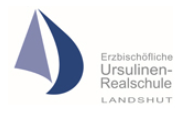 Erzbischöfliche
Ursulinen-
Realschule
LANDSHUT